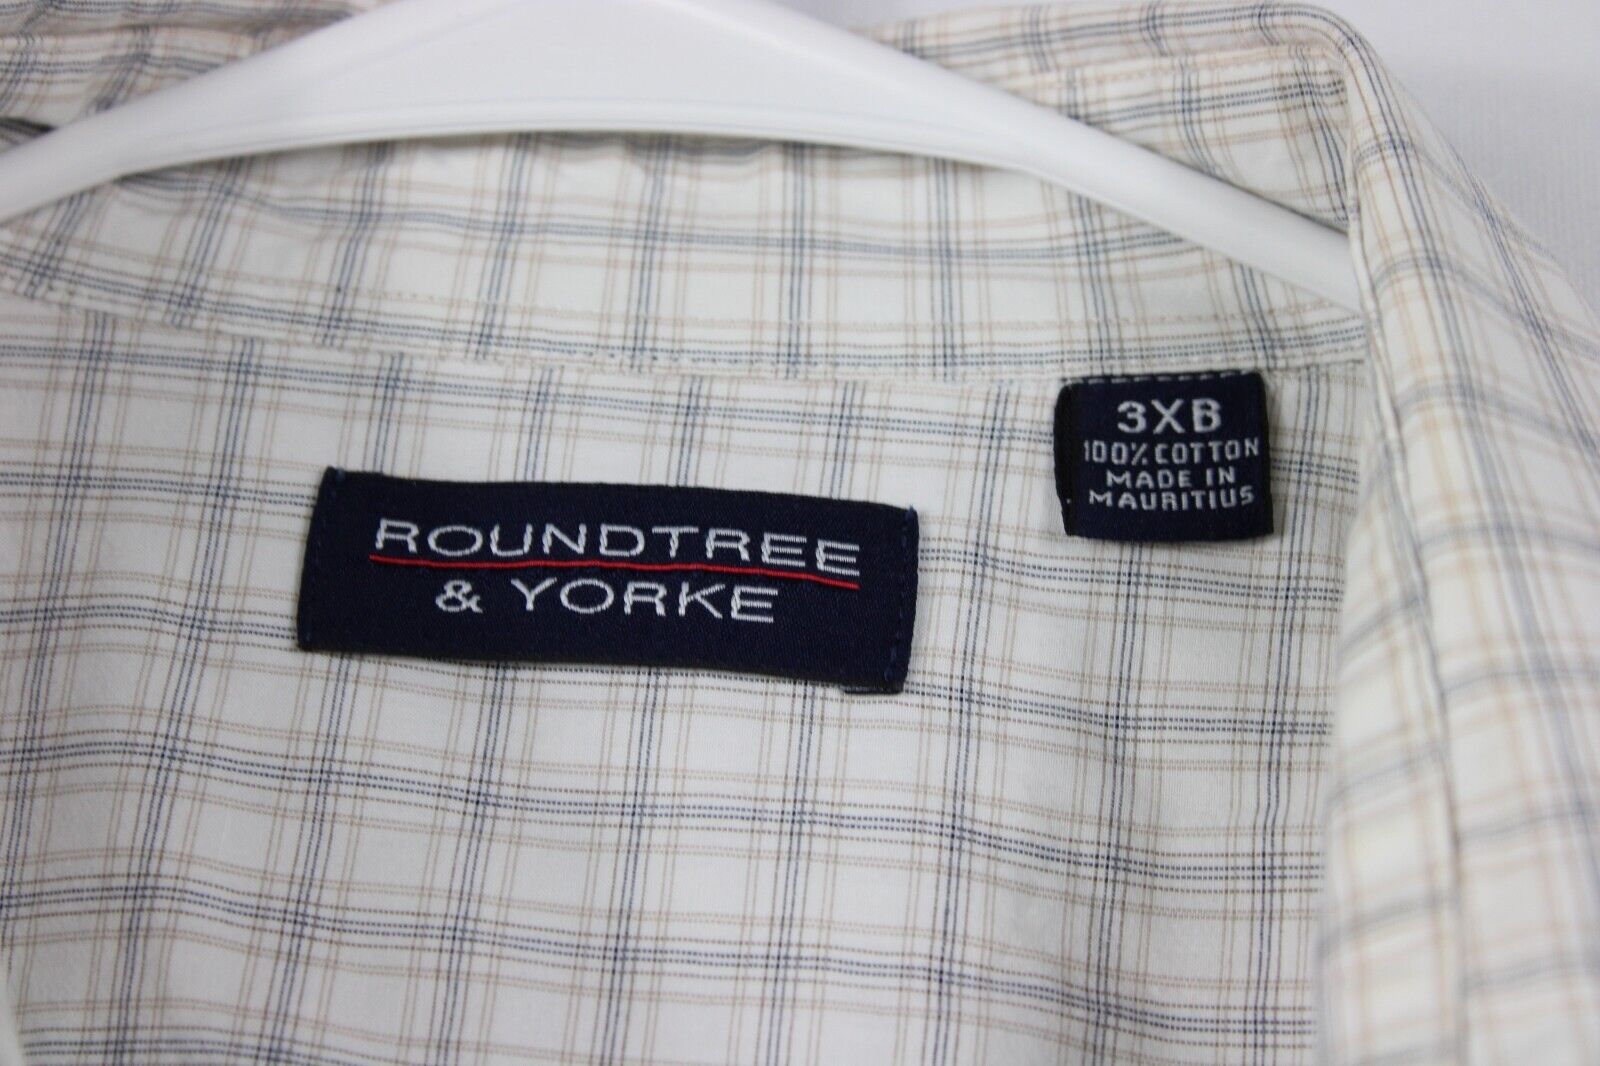 ROUNDTREE
& YORKE
3XB
100% COTTON
MADE IN
MAURITIUS